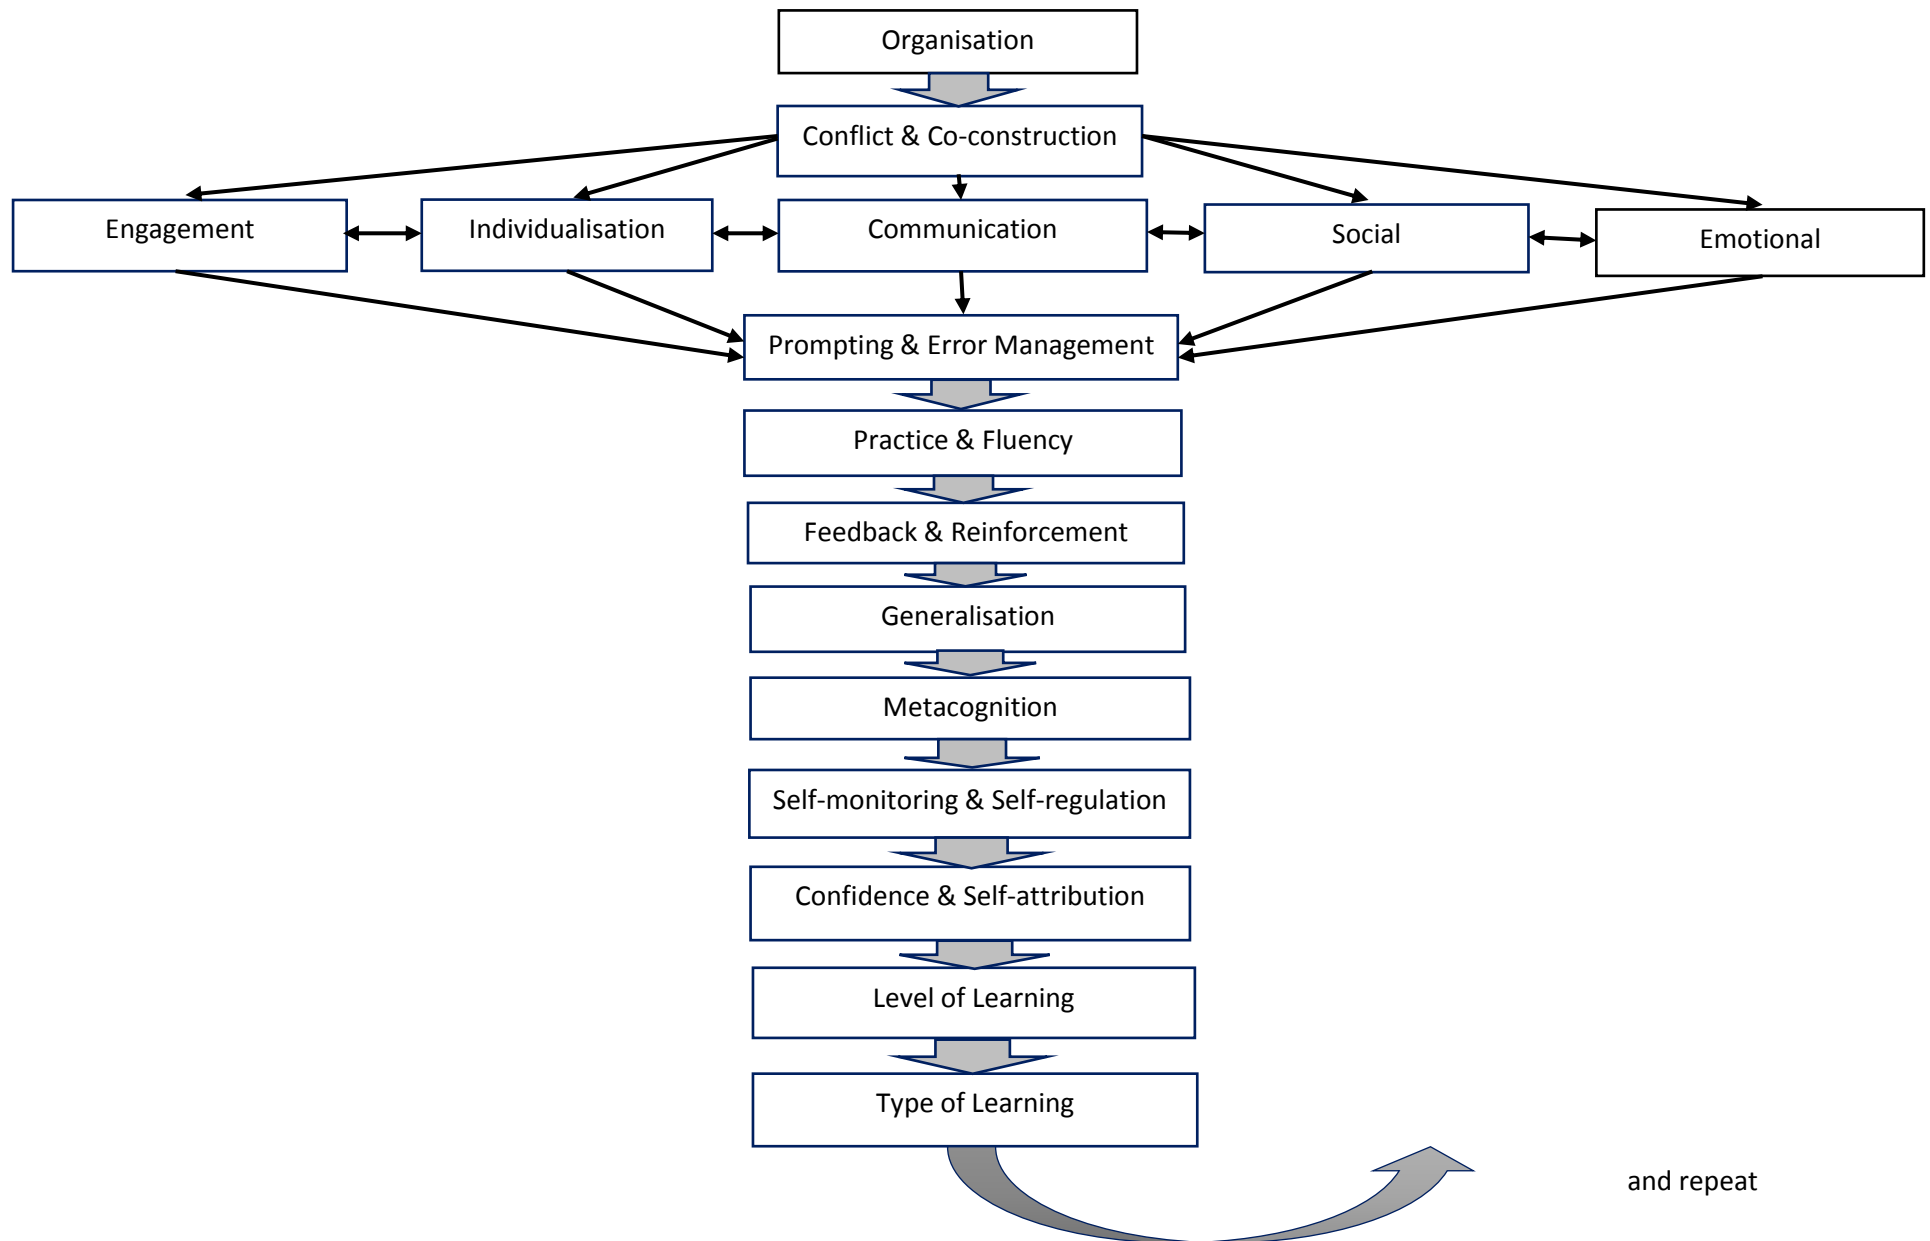 Organisation
Conflict & Co-construction
Engagement
Individualisation
Communication
Social
Emotional
Prompting & Error Management
Practice & Fluency
Feedback & Reinforcement
Generalisation
Metacognition
Self-monitoring & Self-regulation
Confidence & Self-attribution
Level of Learning
Type of Learning
and repeat